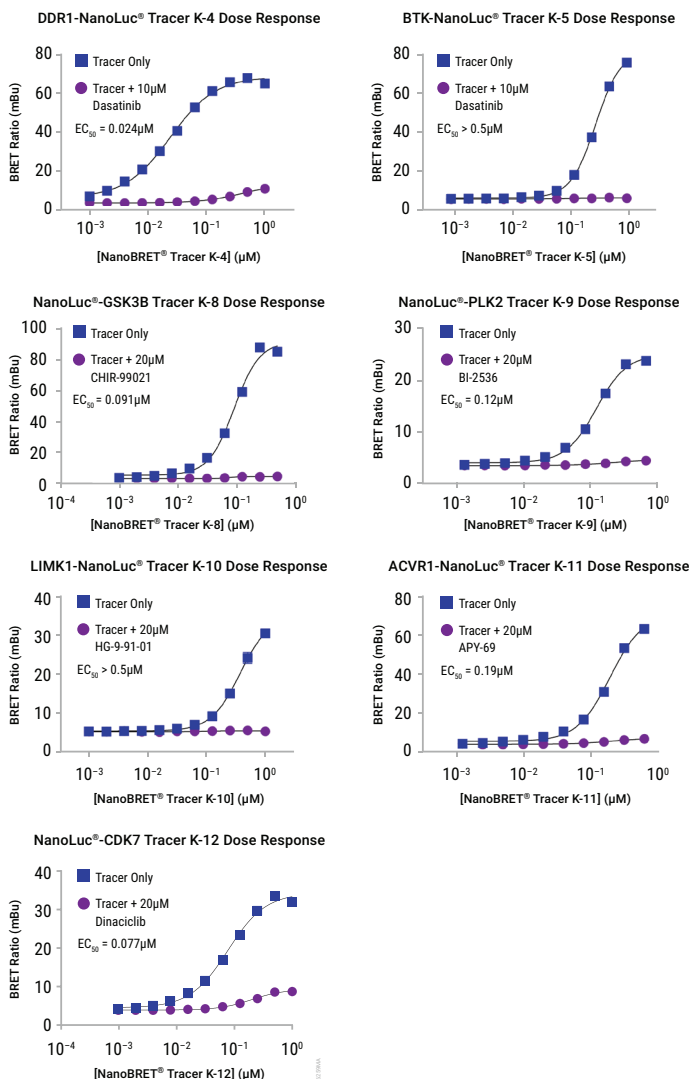 DDR1-NanoLuc® Tracer K-4 Dose Response
BRET Ratio (mBu)
80
60
40
20
0
Tracer Only
Tracer + 10μM
Dasatinib
EC50 = 0.024μM
10⁻³ 10⁻² 10⁻¹ 10⁰
[NanoBRET® Tracer K-4] (μM)
BTK-NanoLuc® Tracer K-5 Dose Response
BRET Ratio (mBu)
80
60
40
20
0
Tracer Only
Tracer + 10μM
Dasatinib
EC50 > 0.5μM
10⁻³ 10⁻² 10⁻¹ 10⁰
[NanoBRET® Tracer K-5] (μM)
NanoLuc®-GSK3B Tracer K-8 Dose Response
BRET Ratio (mBu)
100
80
60
40
20
0
Tracer Only
Tracer + 20μM
CHIR-99021
EC50 = 0.091μM
10⁻⁴ 10⁻³ 10⁻² 10⁻¹ 10⁰
[NanoBRET® Tracer K-8] (μM)
NanoLuc®-PLK2 Tracer K-9 Dose Response
BRET Ratio (mBu)
30
20
10
0
Tracer Only
Tracer + 20μM
BI-2536
EC50 = 0.12μM
10⁻³ 10⁻² 10⁻¹ 10⁰
[NanoBRET® Tracer K-9] (μM)
LIMK1-NanoLuc® Tracer K-10 Dose Response
BRET Ratio (mBu)
40
30
20
10
0
Tracer Only
Tracer + 20μM
HG-9-91-01
EC50 > 0.5μM
10⁻³ 10⁻² 10⁻¹ 10⁰
[NanoBRET® Tracer K-10] (μM)
ACVR1-NanoLuc® Tracer K-11 Dose Response
BRET Ratio (mBu)
80
60
40
20
0
Tracer Only
Tracer + 20μM
APY-69
EC50 = 0.19μM
10⁻³ 10⁻² 10⁻¹ 10⁰
[NanoBRET® Tracer K-11] (μM)
NanoLuc®-CDK7 Tracer K-12 Dose Response
BRET Ratio (mBu)
40
30
20
10
0
Tracer Only
Tracer + 20μM
Dinaciclib
EC50 = 0.077μM
10⁻⁴ 10⁻³ 10⁻² 10⁻¹ 10⁰
[NanoBRET® Tracer K-12] (μM)